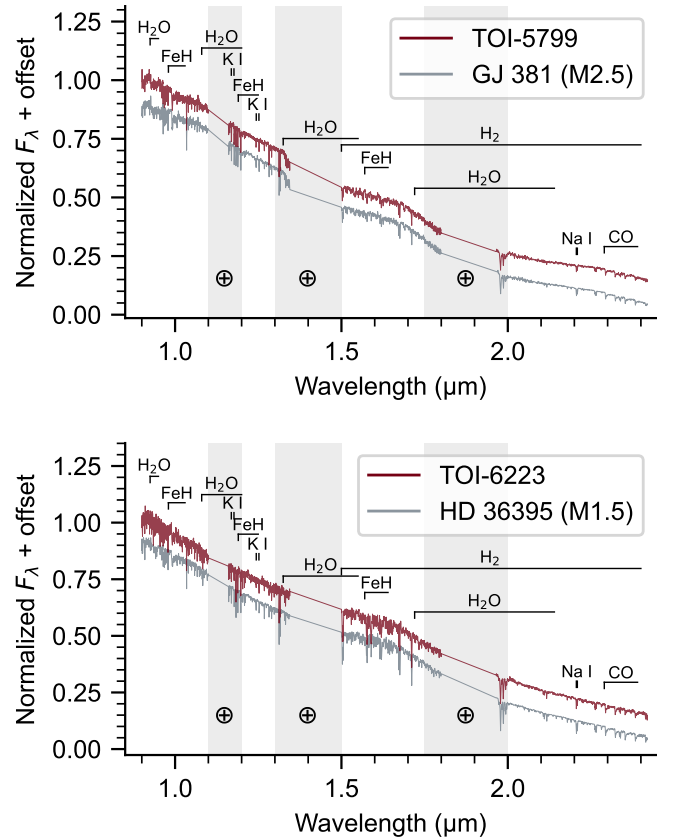 TOI-5799
GJ 381 (M2.5)
H₂O
FeH
H₂O
K I
FeH
K I
H₂O
H₂
FeH
H₂O
Na I
CO
⊕ ⊕ ⊕
1.25
1.00
0.75
0.50
0.25
0.00
Normalized Fλ + offset
1.0 1.5 2.0
Wavelength (μm)
TOI-6223
HD 36395 (M1.5)
H₂O
FeH
H₂O
K I
FeH
K I
H₂O
H₂
FeH
H₂O
Na I
CO
⊕ ⊕ ⊕
1.25
1.00
0.75
0.50
0.25
0.00
Normalized Fλ + offset
1.0 1.5 2.0
Wavelength (μm)